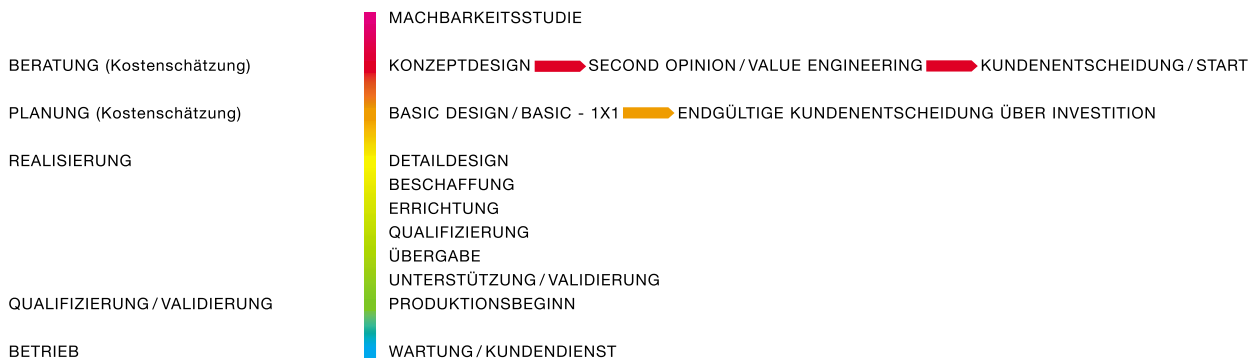 MACHBARKEITSSTUDIE
BERATUNG (Kostenschätzung) KONZEPTDESIGN SECOND OPINION / VALUE ENGINEERING KUNDENENTSCHEIDUNG / START
PLANUNG (Kostenschätzung) BASIC DESIGN / BASIC - 1X1 ENDGÜLTIGE KUNDENENTSCHEIDUNG ÜBER INVESTITION
REALISIERUNG DETAILDESIGN
BESCHAFFUNG
ERRICHTUNG
QUALIFIZIERUNG
ÜBERGABE
UNTERSTÜTZUNG / VALIDIERUNG
QUALIFIZIERUNG / VALIDIERUNG PRODUKTIONSBEGINN
BETRIEB WARTUNG / KUNDENDIENST